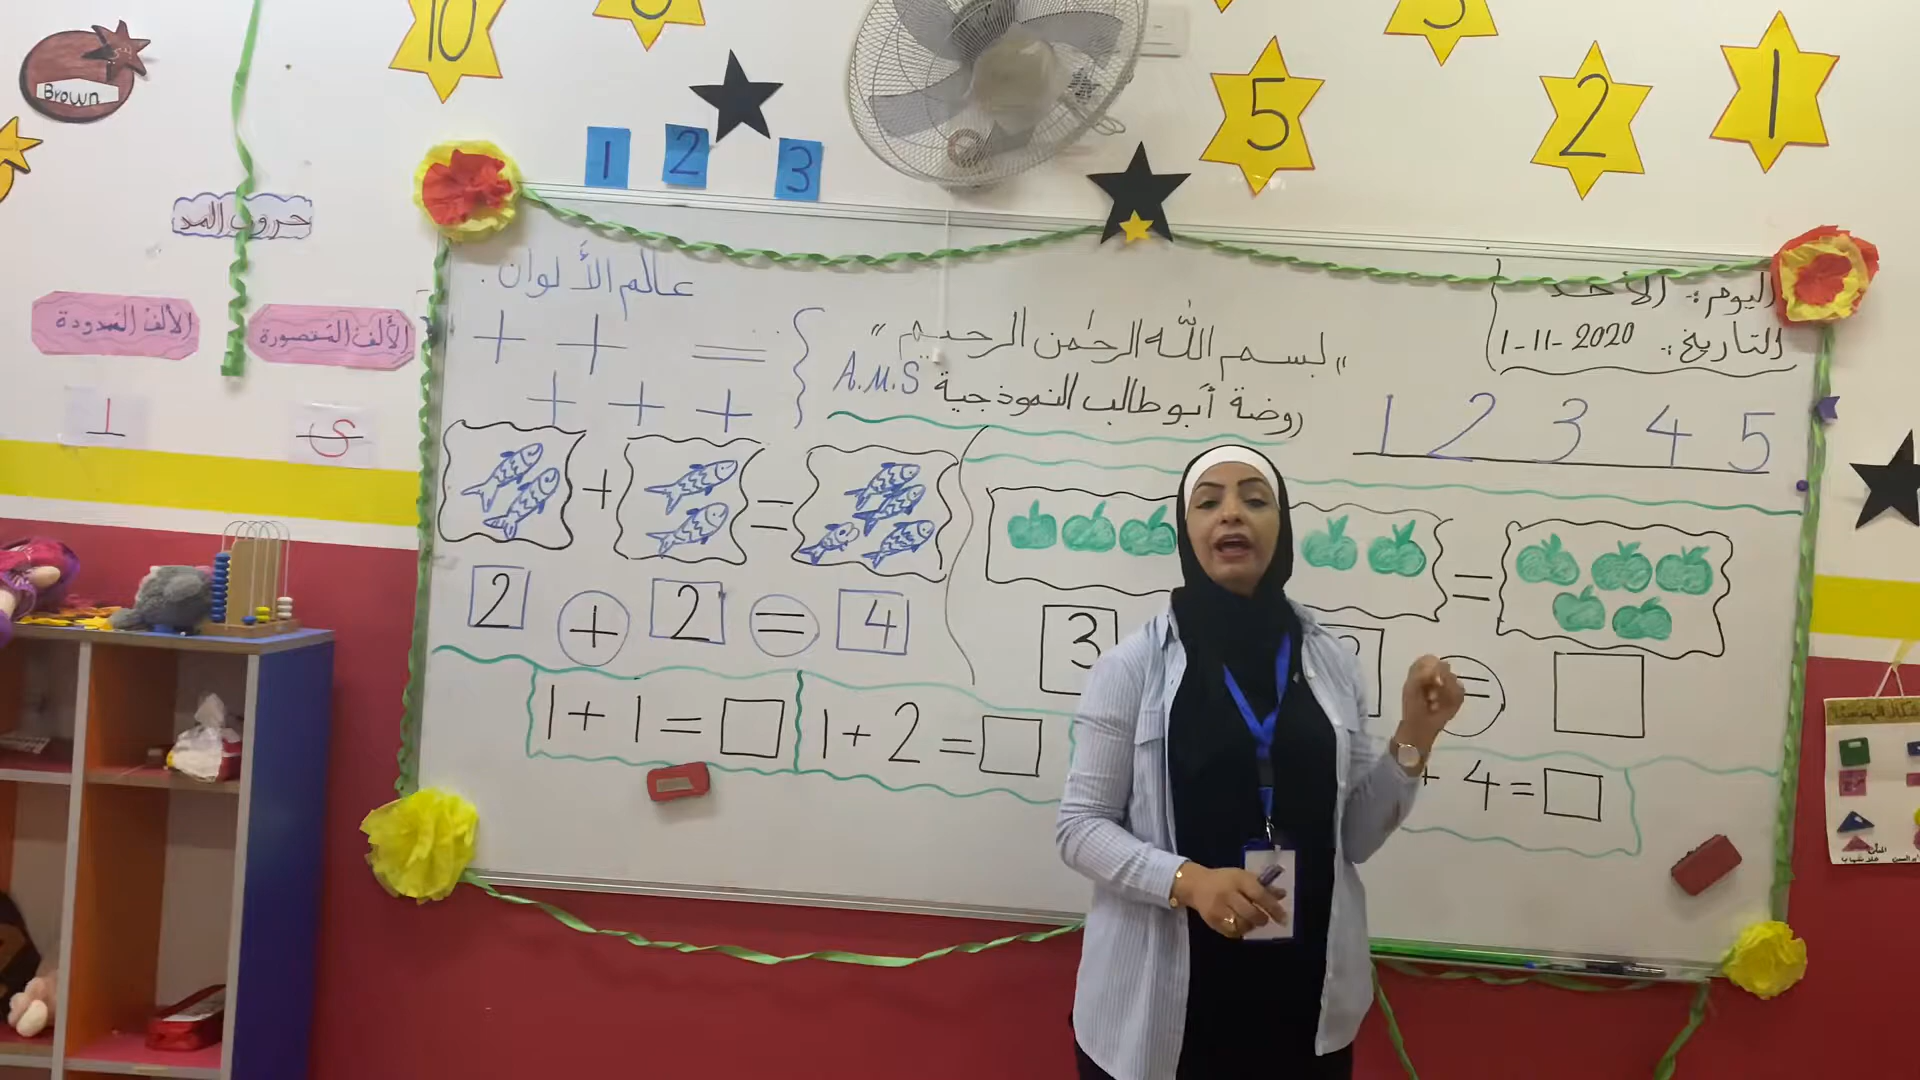 10
5
2
1
Brown
1 2 3
حروف المد
الألف الممدودة
الألف المقصورة
ا
ى
عالم الألوان.
+ + =
+ + +
"بسم الله الرحمن الرحيم"
روضة أبو طالب النموذجية A.M.S
اليوم:- الأحد
التاريخ:- 2020 -11-1
1 2 3 4 5
+ =
=
2 + 2 = 4
3
=
1 + 1 =
1 + 2 =
+ 4 =